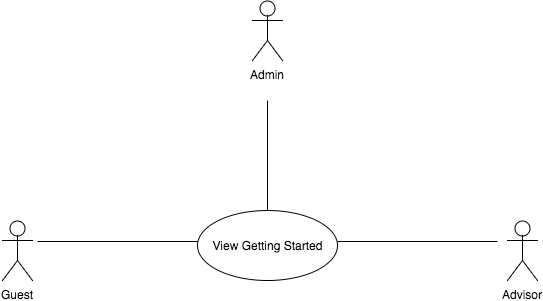 Admin
View Getting Started
Guest
Advisor